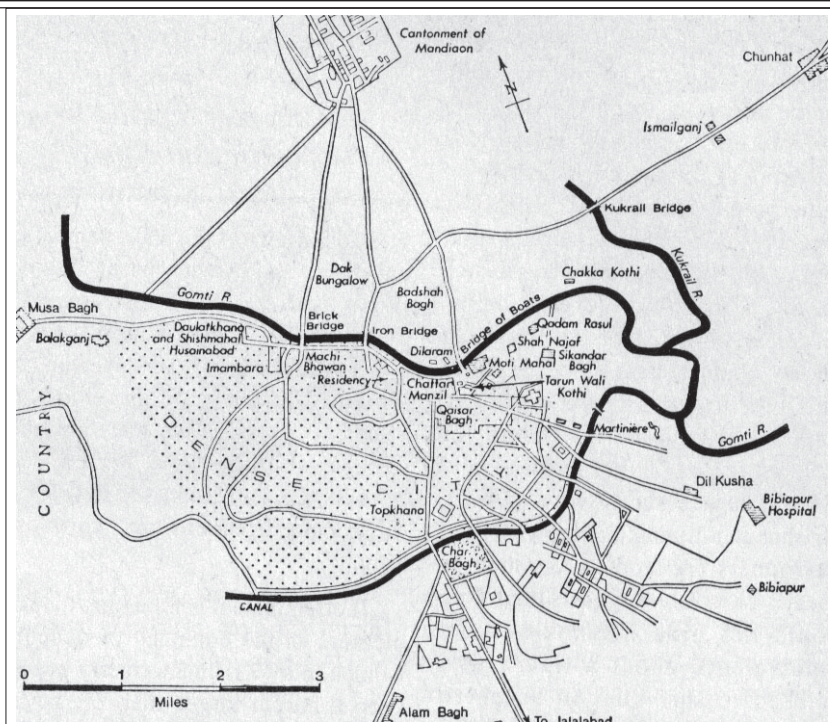 Cantonment of
Mandiaon
N
Chunhat
Ismailganj
Kukrail Bridge
Kukrail R.
Chakka Kothi
Dak
Bungalow
Badshah
Bagh
Gomti R.
Musa Bagh
Balakganj
Daulatkhana
and Shishmahal
Husainabad
Imambara
Brick
Bridge
Iron Bridge
Bridge of Boats
Qadam Rasul
Shah Najaf
Sikandar
Bagh
Dilaram
Moti Mahal
Machi
Bhawan
Residency
Chattar
Manzil
Tarun Wali
Kothi
Qaisar
Bagh
Martiniere
Gomti R.
COUNTRY
DENSE CITY
Dil Kusha
Bibiapur
Hospital
Topkhana
Char
Bagh
Bibiapur
CANAL
0 1 2 3
Miles
Alam Bagh
To Jalalabad